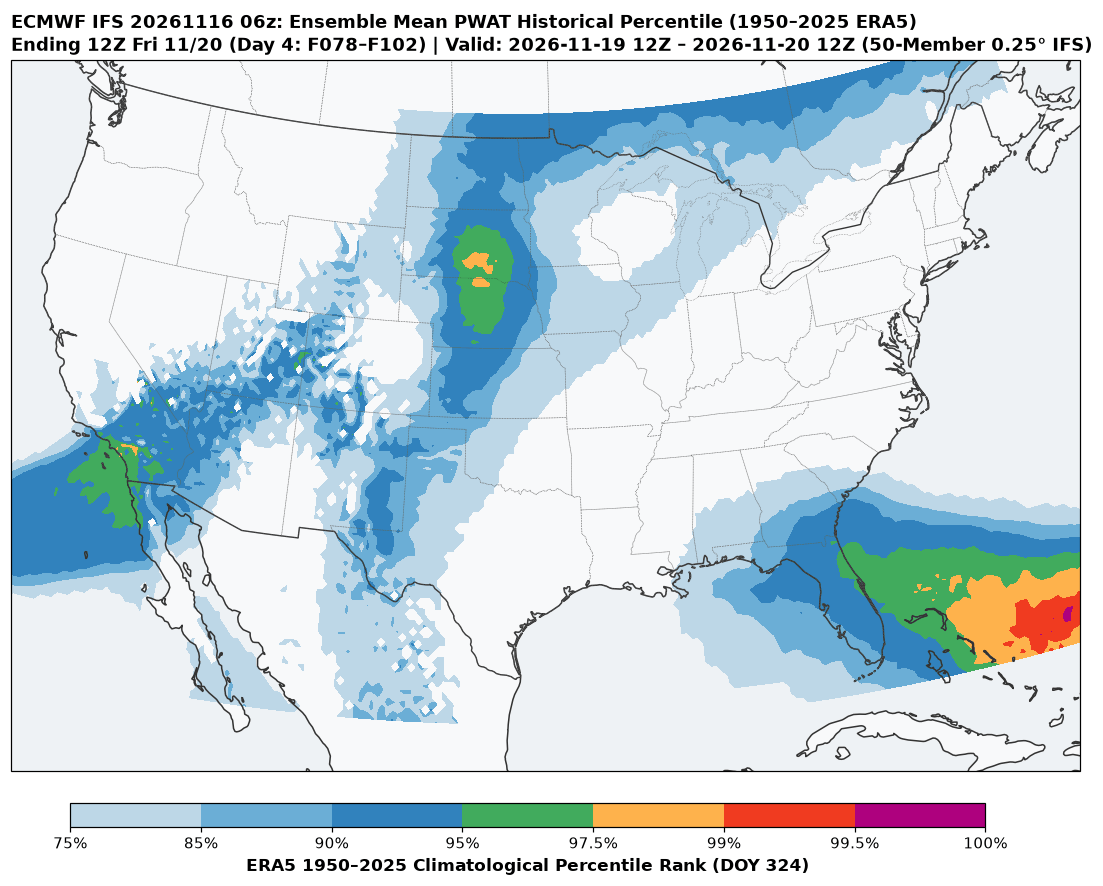 ECMWF IFS 20261116 06z: Ensemble Mean PWAT Historical Percentile (1950–2025 ERA5)
Ending 12Z Fri 11/20 (Day 4: F078–F102) | Valid: 2026-11-19 12Z – 2026-11-20 12Z (50-Member 0.25° IFS)
75% 85% 90% 95% 97.5% 99% 99.5% 100%
ERA5 1950–2025 Climatological Percentile Rank (DOY 324)